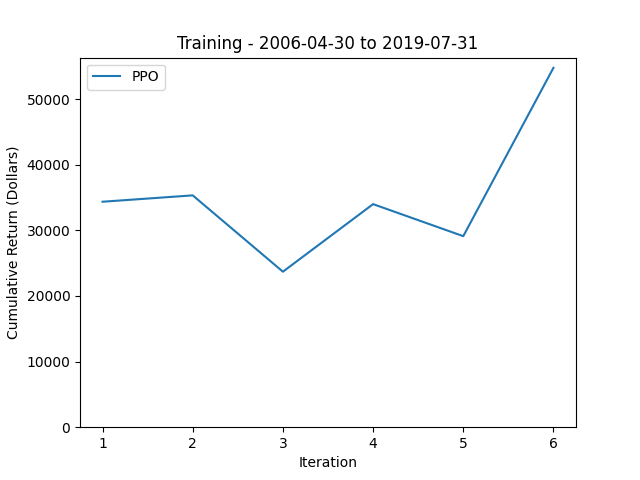 Training - 2006-04-30 to 2019-07-31
PPO
50000
40000
30000
20000
10000
0
Cumulative Return (Dollars)
1 2 3 4 5 6
Iteration